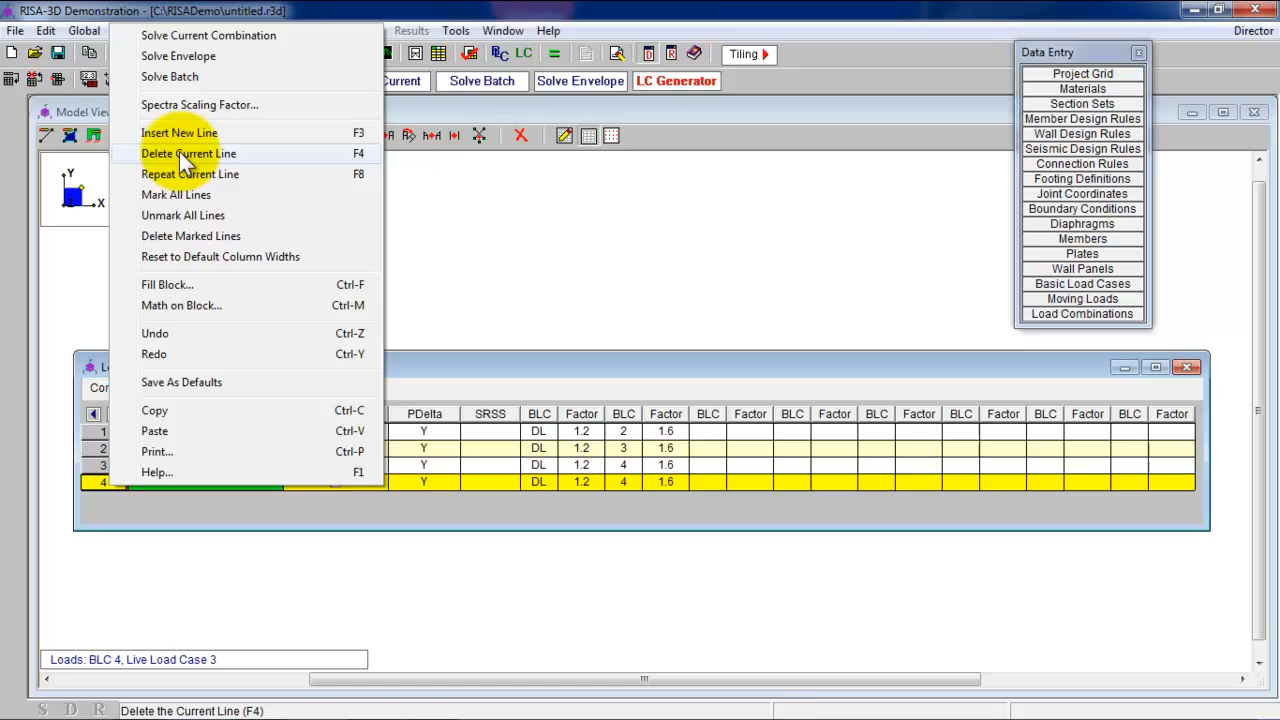 RISA-3D Demonstration - [C:\RISADemo\untitled.r3d]
File Edit Global Results Tools Window Help Director
Solve Current Combination
Solve Envelope
Solve Batch
Spectra Scaling Factor...
Insert New Line F3
Delete Current Line F4
Repeat Current Line F8
Mark All Lines
Unmark All Lines
Delete Marked Lines
Reset to Default Column Widths
Fill Block... Ctrl-F
Math on Block... Ctrl-M
Undo Ctrl-Z
Redo Ctrl-Y
Save As Defaults
Copy Ctrl-C
Paste Ctrl-V
Print... Ctrl-P
Help... F1
LC
Tiling
Current Solve Batch Solve Envelope LC Generator
Model View
Y
X
Z
Data Entry
Project Grid
Materials
Section Sets
Member Design Rules
Wall Design Rules
Seismic Design Rules
Connection Rules
Footing Definitions
Joint Coordinates
Boundary Conditions
Diaphragms
Members
Plates
Wall Panels
Basic Load Cases
Moving Loads
Load Combinations
PDelta SRSS BLC Factor BLC Factor BLC Factor BLC Factor BLC Factor BLC Factor BLC Factor BLC Factor
1 Y DL 1.2 2 1.6
2 Y DL 1.2 3 1.6
3 Y DL 1.2 4 1.6
4 Y DL 1.2 4 1.6
Loads: BLC 4, Live Load Case 3
S D R Delete the Current Line (F4)